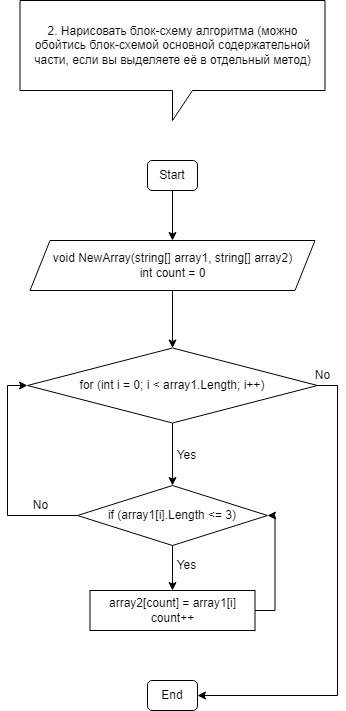 2. Нарисовать блок-схему алгоритма (можно
обойтись блок-схемой основной содержательной
части, если вы выделяете её в отдельный метод)
Start
void NewArray(string[] array1, string[] array2)
int count = 0
for (int i = 0; i < array1.Length; i++)
No
Yes
No
if (array1[i].Length <= 3)
Yes
array2[count] = array1[i]
count++
End